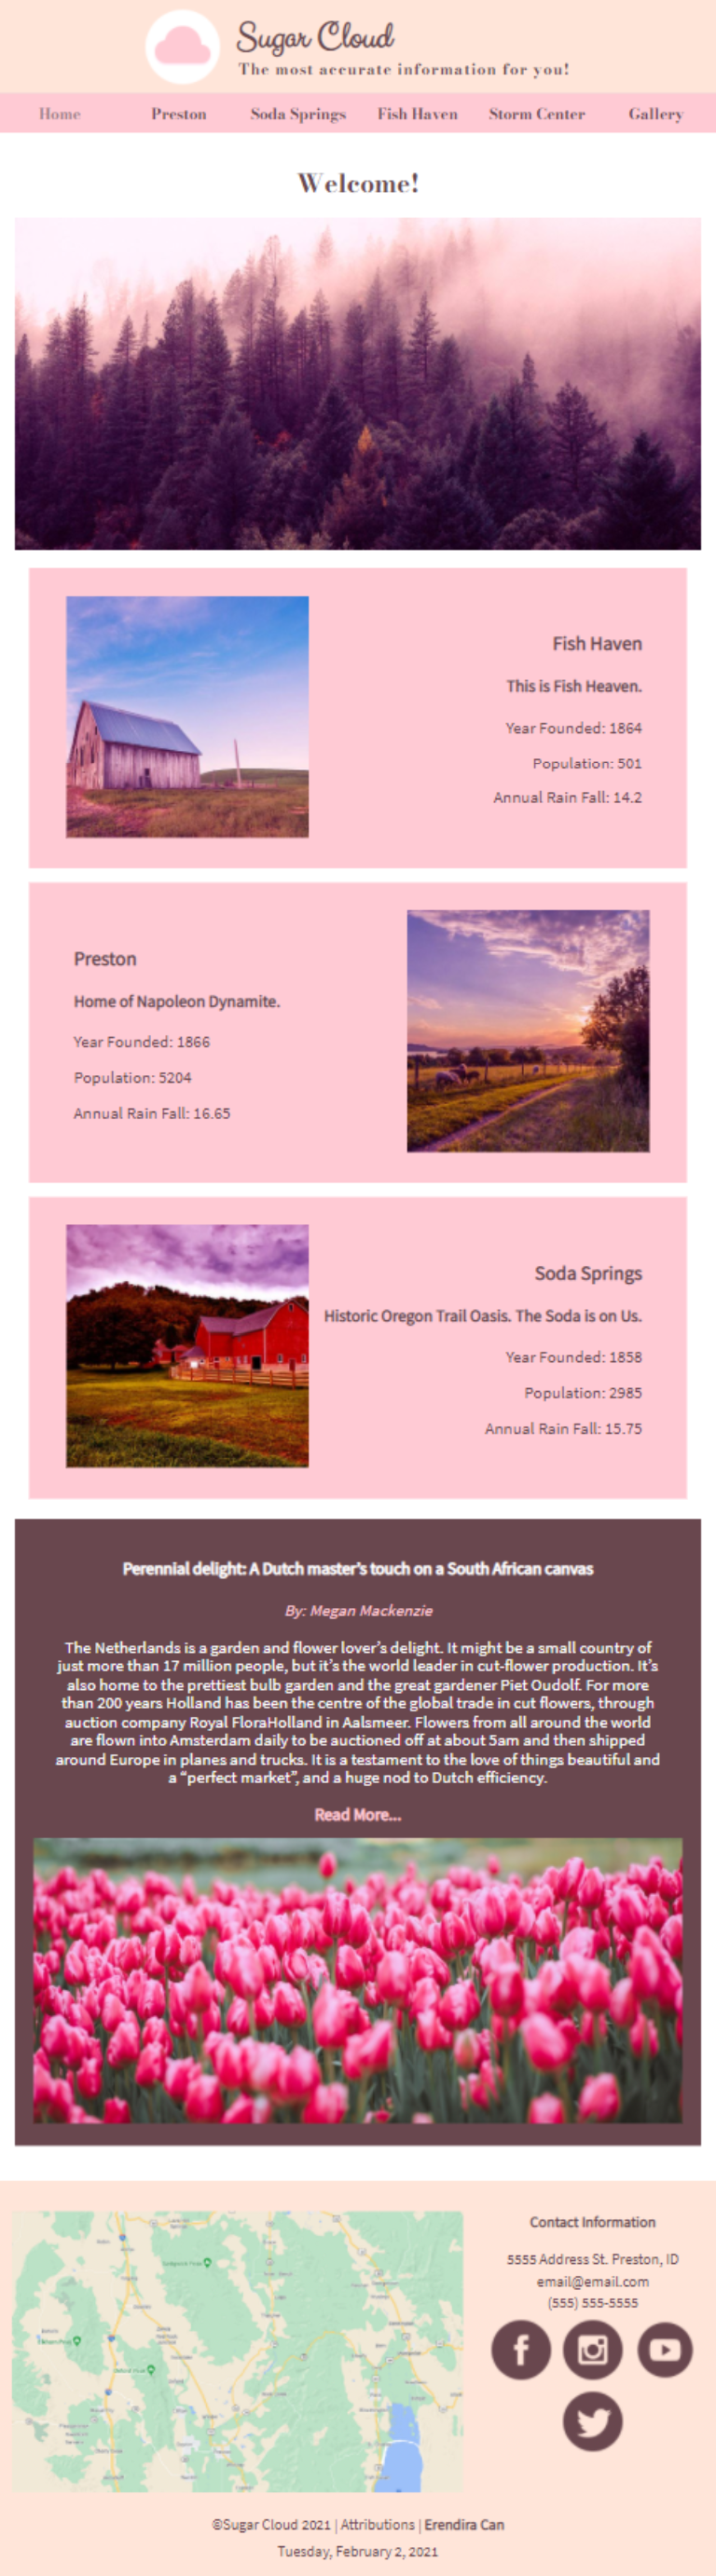 Sugar Cloud
The most accurate information for you!
Home Preston Soda Springs Fish Haven Storm Center Gallery
Welcome!
Fish Haven
This is Fish Heaven.
Year Founded: 1864
Population: 501
Annual Rain Fall: 14.2
Preston
Home of Napoleon Dynamite.
Year Founded: 1866
Population: 5204
Annual Rain Fall: 16.65
Soda Springs
Historic Oregon Trail Oasis. The Soda is on Us.
Year Founded: 1858
Population: 2985
Annual Rain Fall: 15.75
Perennial delight: A Dutch master's touch on a South African canvas
By: Megan Mackenzie
The Netherlands is a garden and flower lover's delight. It might be a small country of
just more than 17 million people, but it's the world leader in cut-flower production. It's
also home to the prettiest bulb garden and the great gardener Piet Oudolf. For more
than 200 years Holland has been the centre of the global trade in cut flowers, through
auction company Royal FloraHolland in Aalsmeer. Flowers from all around the world
are flown into Amsterdam daily to be auctioned off at about 5am and then shipped
around Europe in planes and trucks. It is a testament to the love of things beautiful and
a “perfect market”, and a huge nod to Dutch efficiency.
Read More...
Contact Information
5555 Address St. Preston, ID
email@email.com
(555) 555-5555
©Sugar Cloud 2021 | Attributions | Erendira Can
Tuesday, February 2, 2021